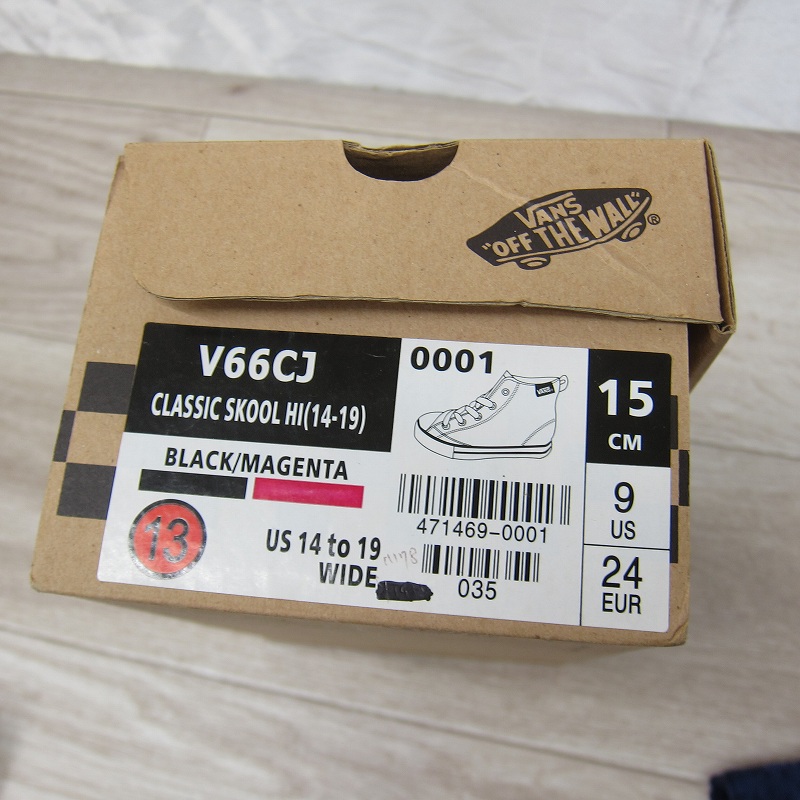 VANS
"OFF THE WALL"
®
V66CJ
CLASSIC SKOOL HI(14-19)
BLACK/MAGENTA
13
US 14 to 19
WIDE
0001
VANS
471469-0001
035
15
CM
9
US
24
EUR